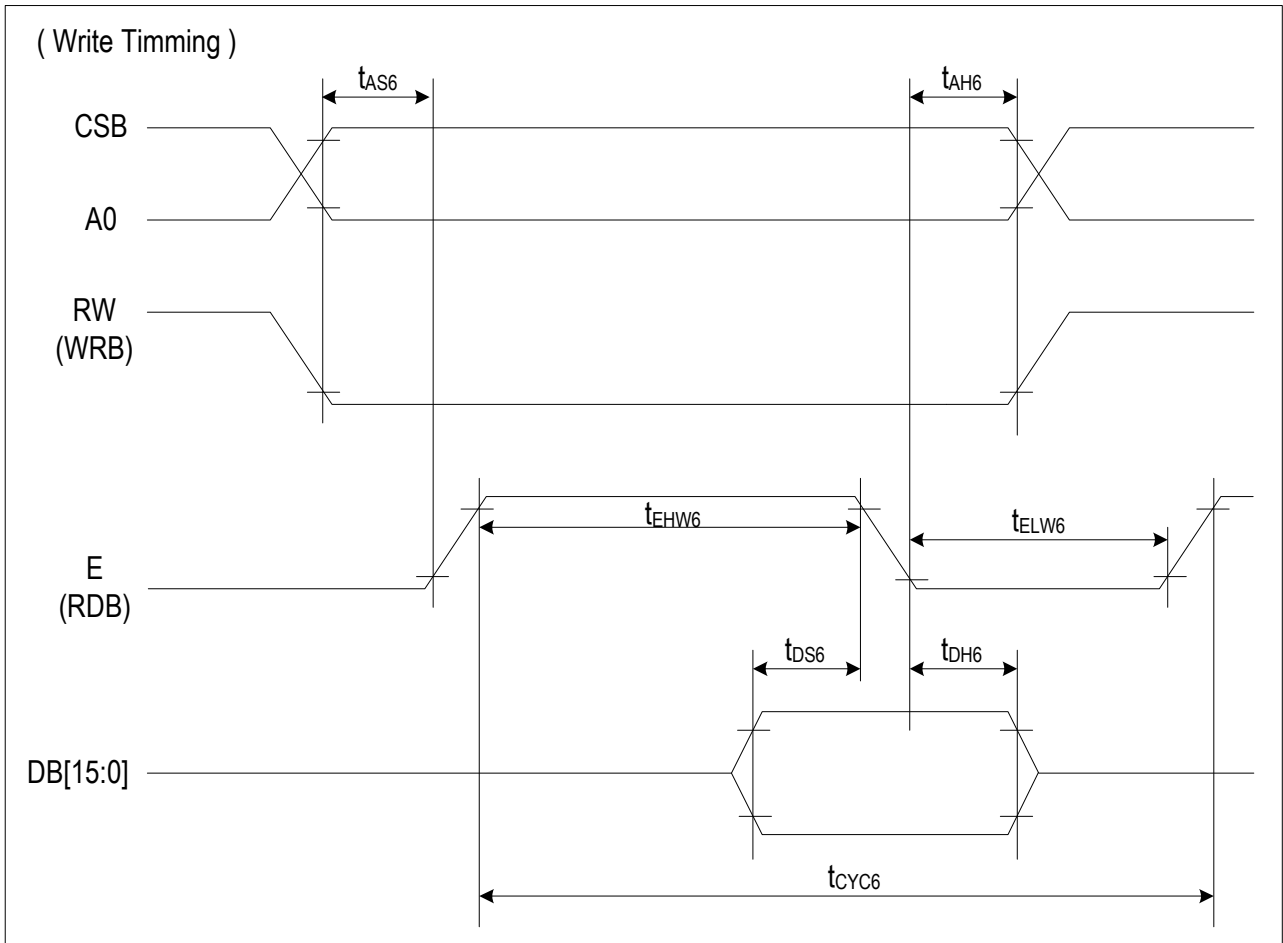 ( Write Timming )
tAS6
tAH6
CSB
A0
RW
(WRB)
tEHW6
tELW6
E
(RDB)
tDS6
tDH6
DB[15:0]
tCYC6